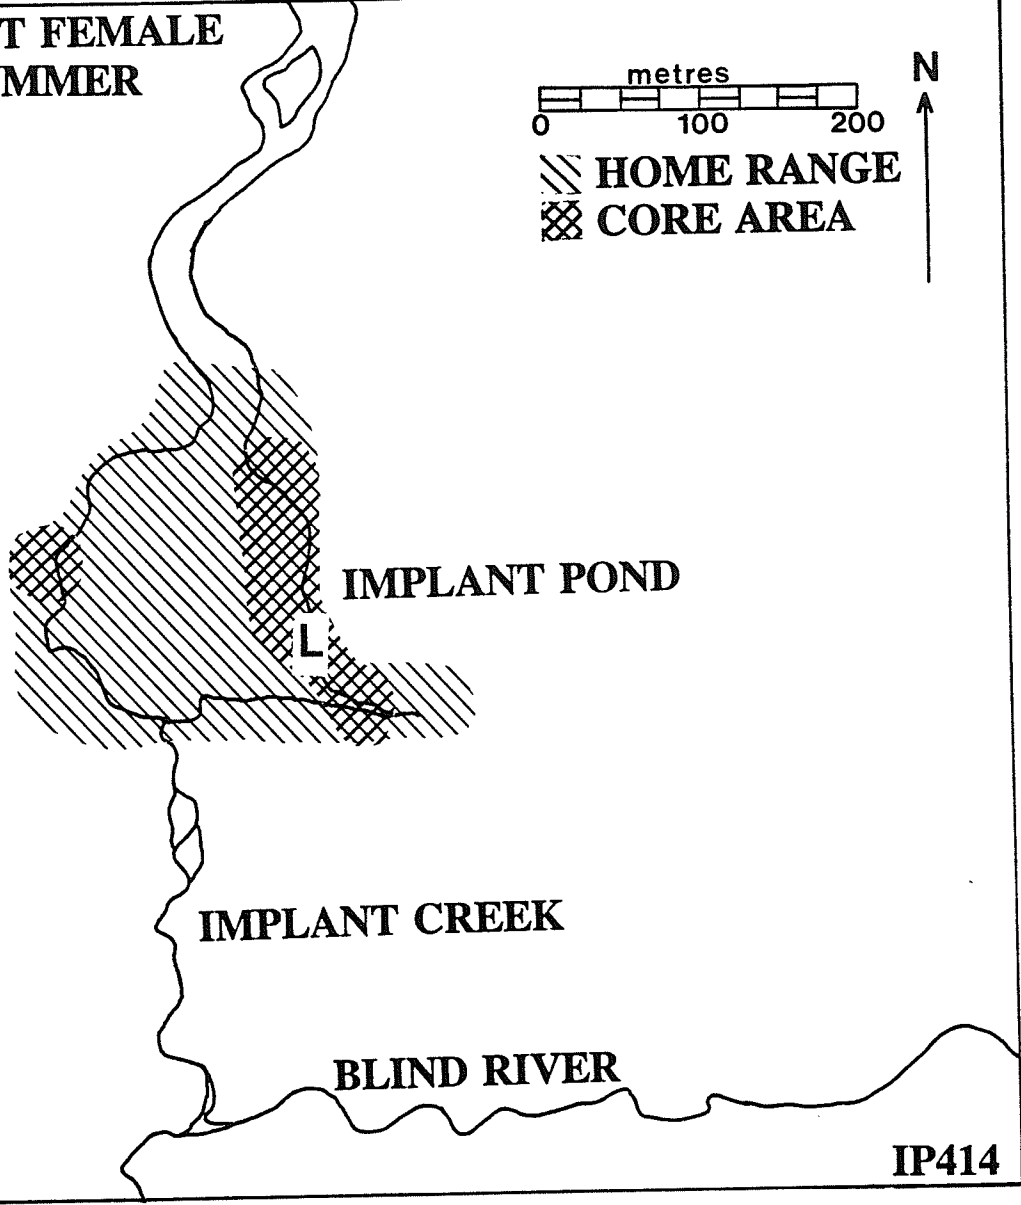 T FEMALE
MMER
metres
0 100 200
N
HOME RANGE
CORE AREA
IMPLANT POND
L
IMPLANT CREEK
BLIND RIVER
IP414